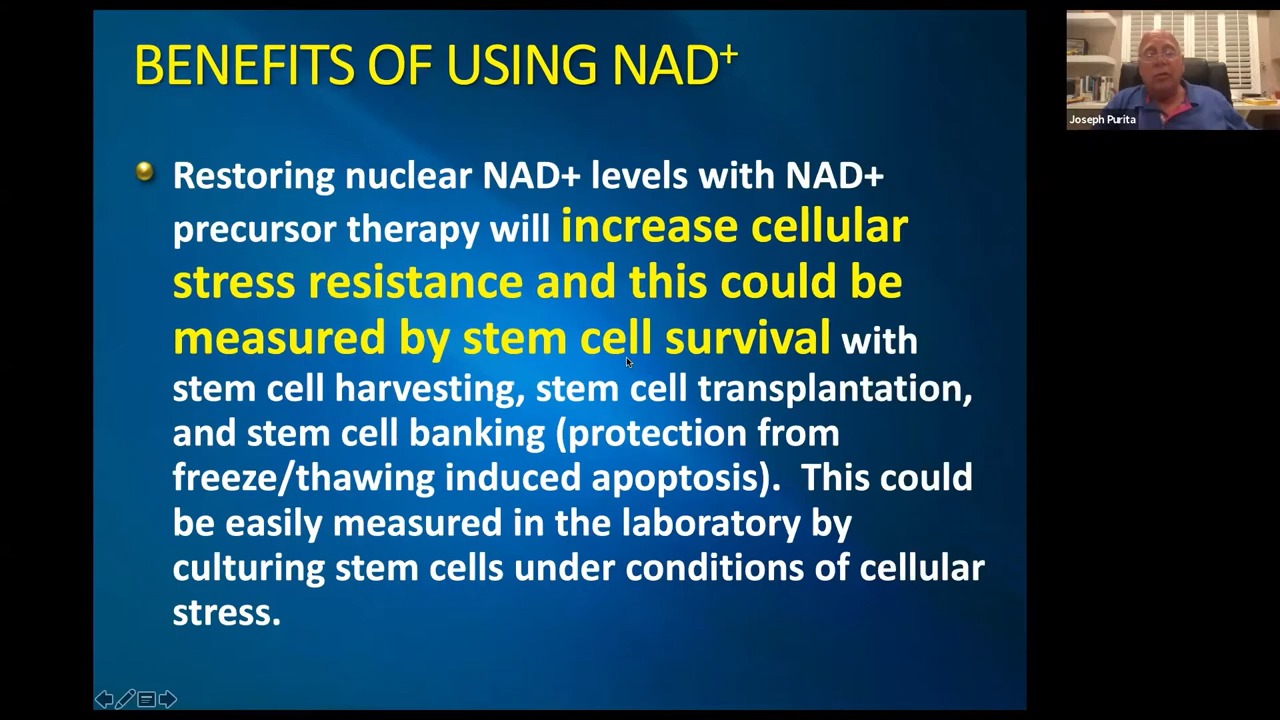 BENEFITS OF USING NAD+
Restoring nuclear NAD+ levels with NAD+
precursor therapy will increase cellular
stress resistance and this could be
measured by stem cell survival with
stem cell harvesting, stem cell transplantation,
and stem cell banking (protection from
freeze/thawing induced apoptosis).  This could
be easily measured in the laboratory by
culturing stem cells under conditions of cellular
stress.
Joseph Purita